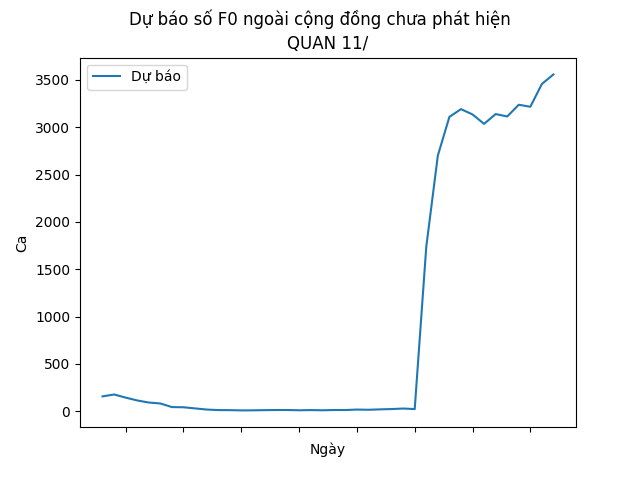 Dự báo số F0 ngoài cộng đồng chưa phát hiện
QUAN 11/
Dự báo
3500
3000
2500
2000
1500
1000
500
0
Ca
Ngày